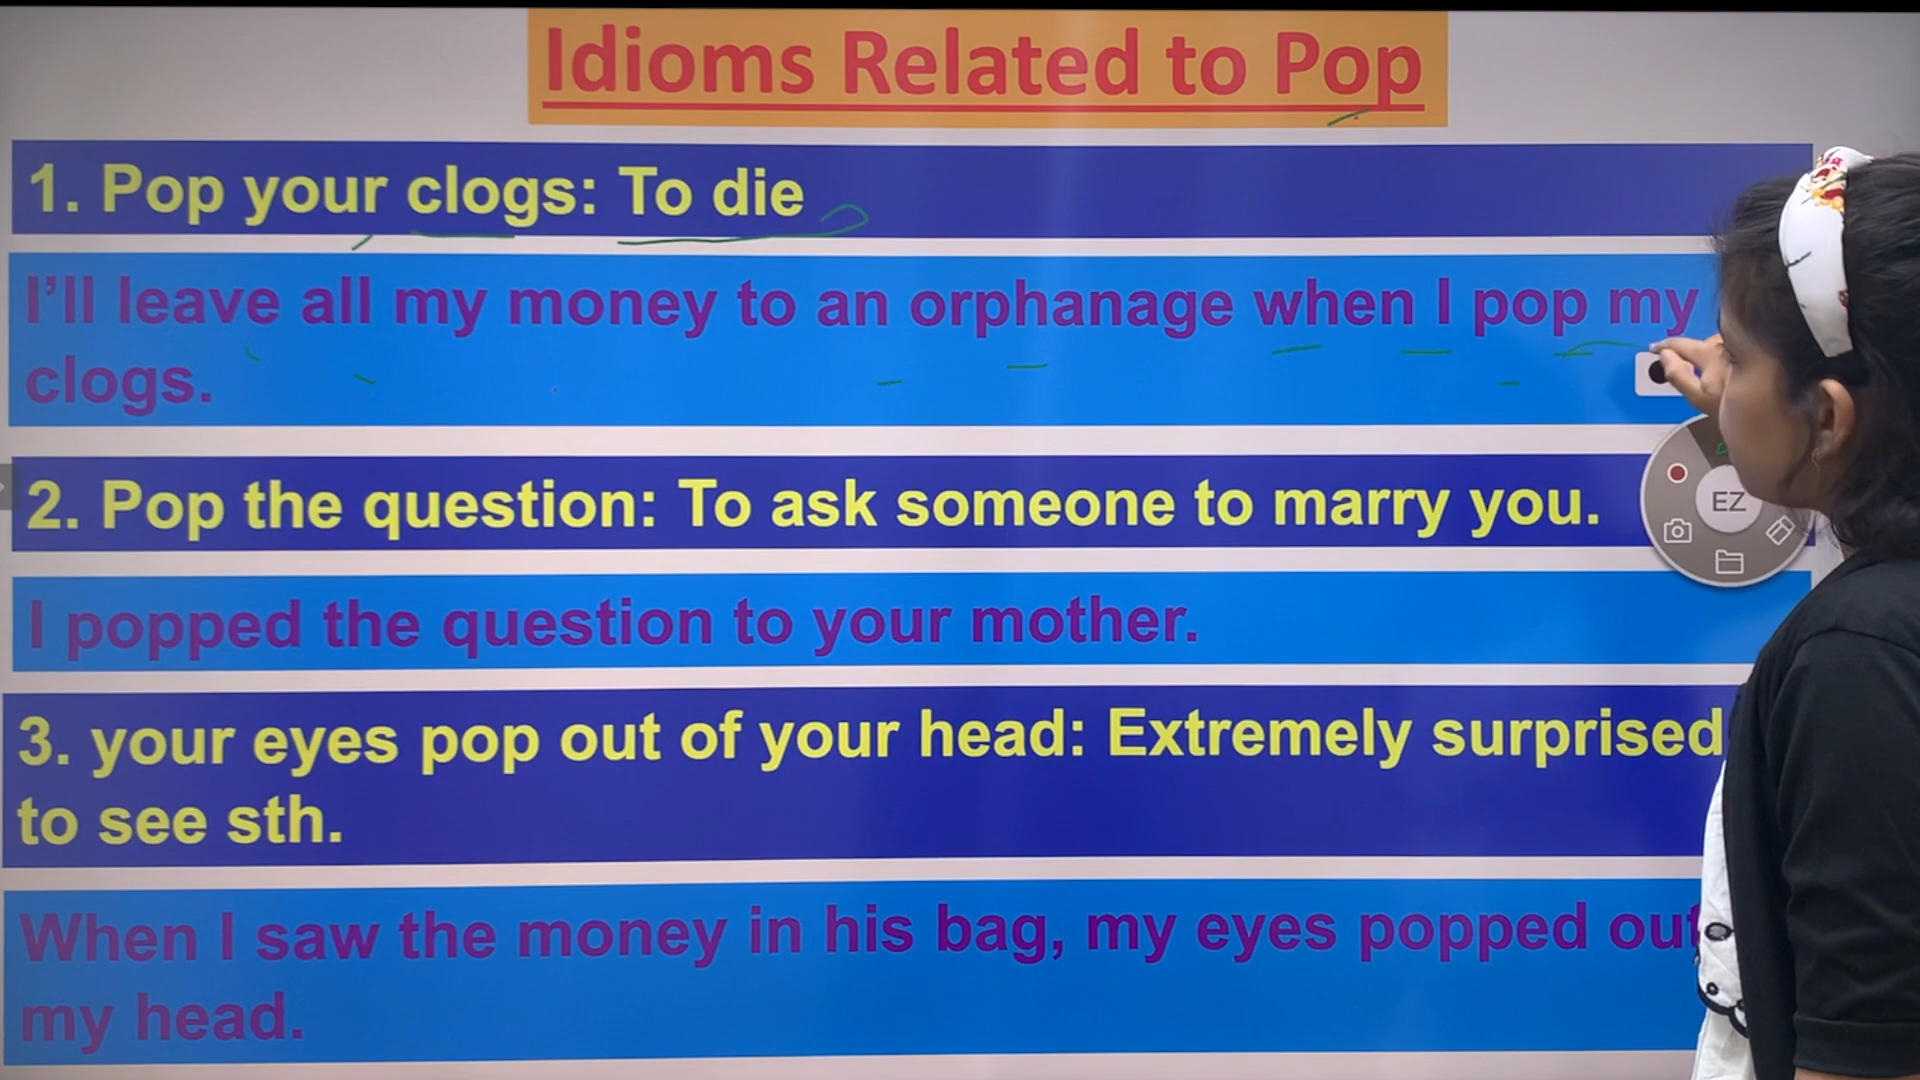 Idioms Related to Pop
1. Pop your clogs: To die
I’ll leave all my money to an orphanage when I pop my
clogs.
2. Pop the question: To ask someone to marry you.
EZ
I popped the question to your mother.
3. your eyes pop out of your head: Extremely surprised
to see sth.
When I saw the money in his bag, my eyes popped out
my head.